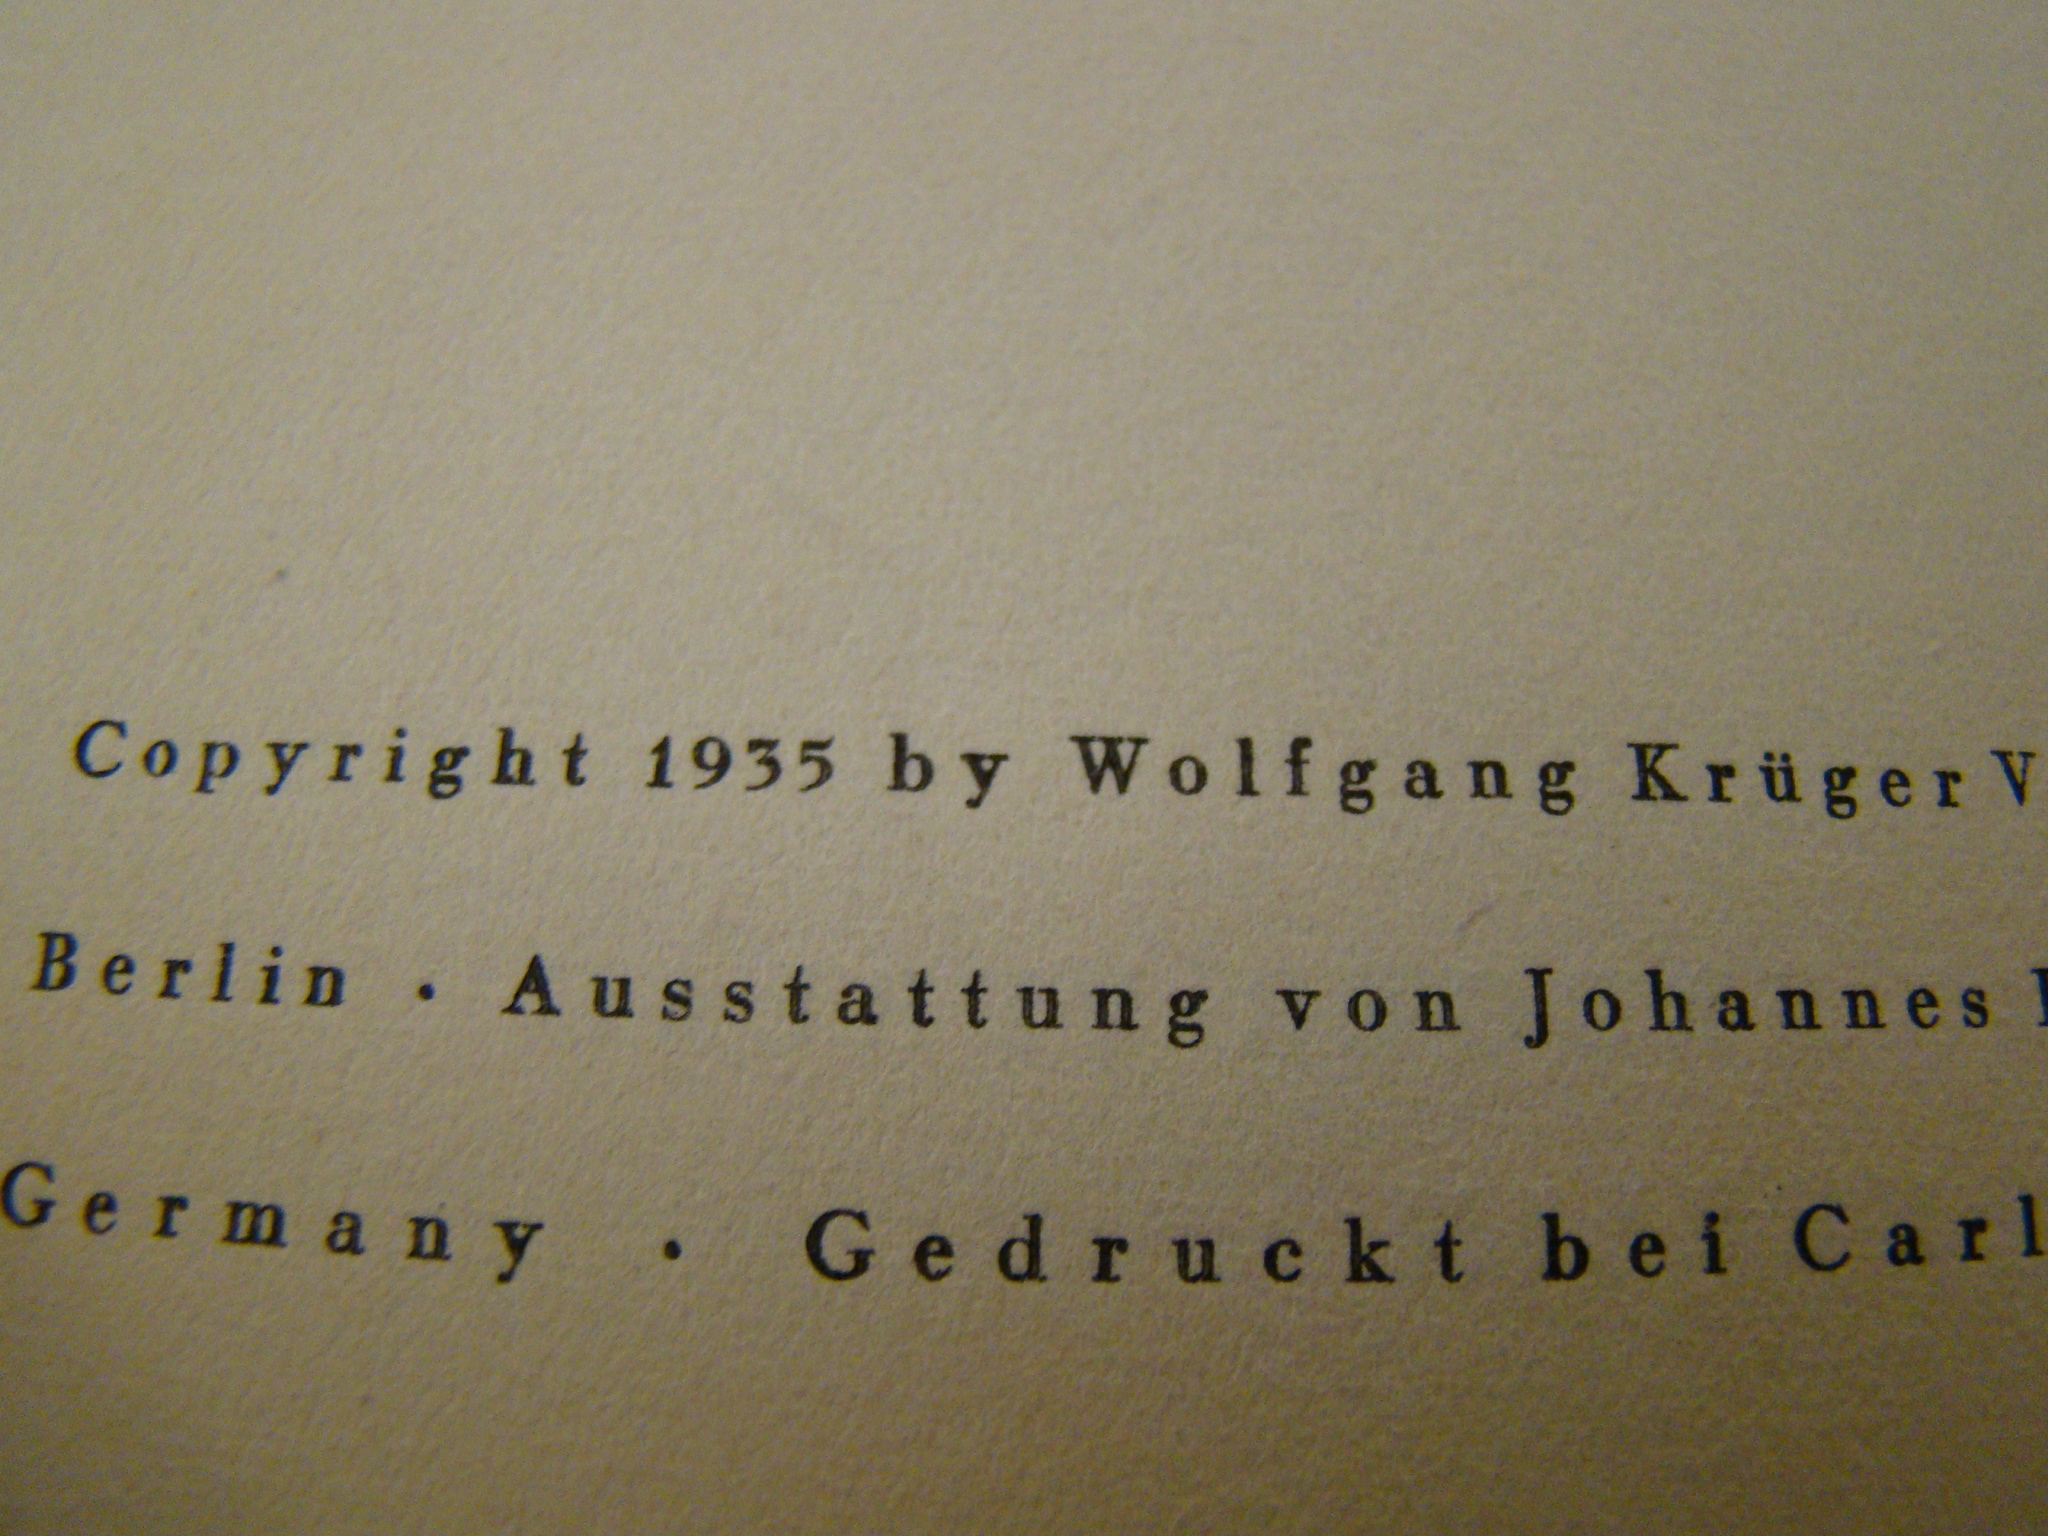 Copyright 1935 by Wolfgang Krüger V
Berlin · Ausstattung von Johannes
Germany · Gedruckt bei Carl